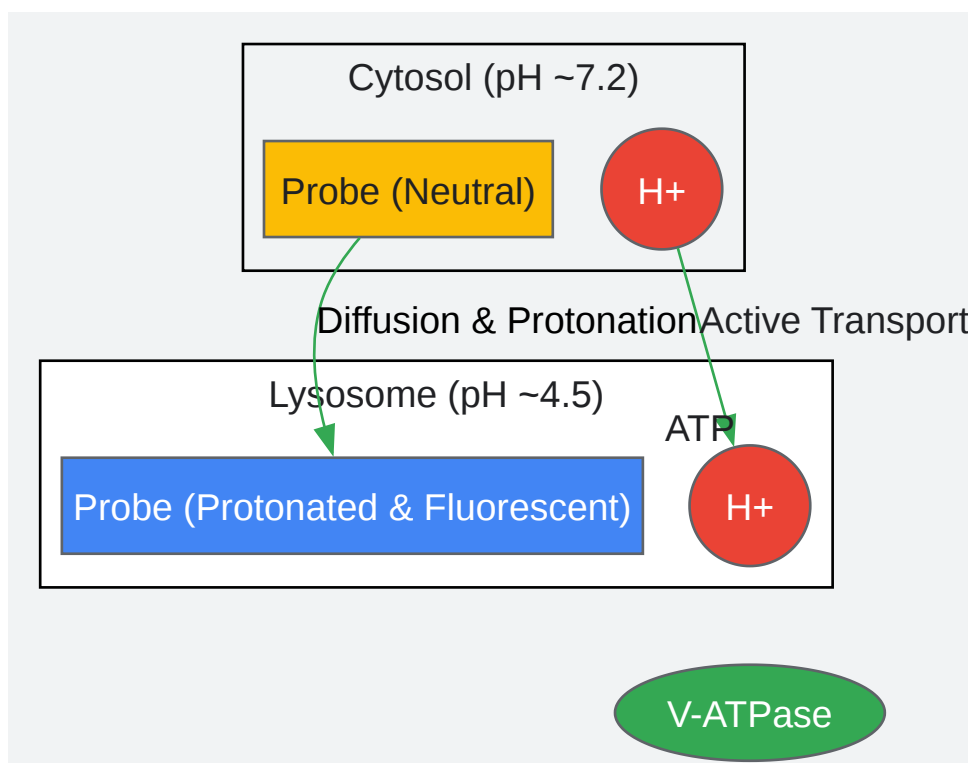 Cytosol (pH ~7.2)
Probe (Neutral)
H+
Diffusion & Protonation
Active Transport
Lysosome (pH ~4.5)
ATP
Probe (Protonated & Fluorescent)
H+
V-ATPase